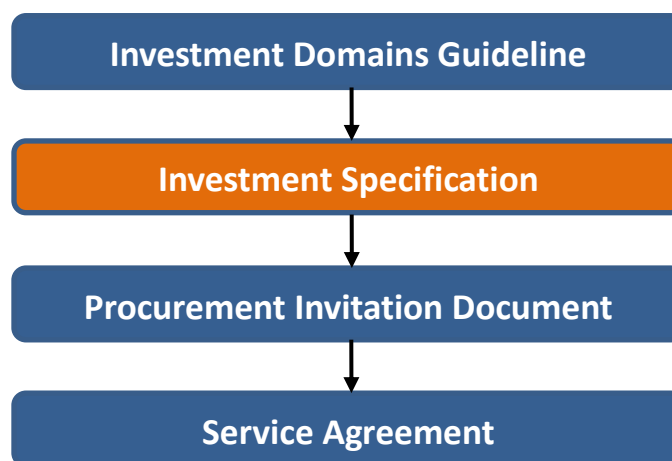 Investment Domains Guideline
Investment Specification
Procurement Invitation Document
Service Agreement